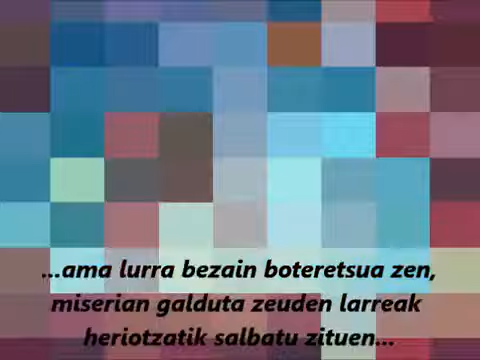 ...ama lurra bezain boteretsua zen,
miserian galduta zeuden larreak
heriotzatik salbatu zituen...